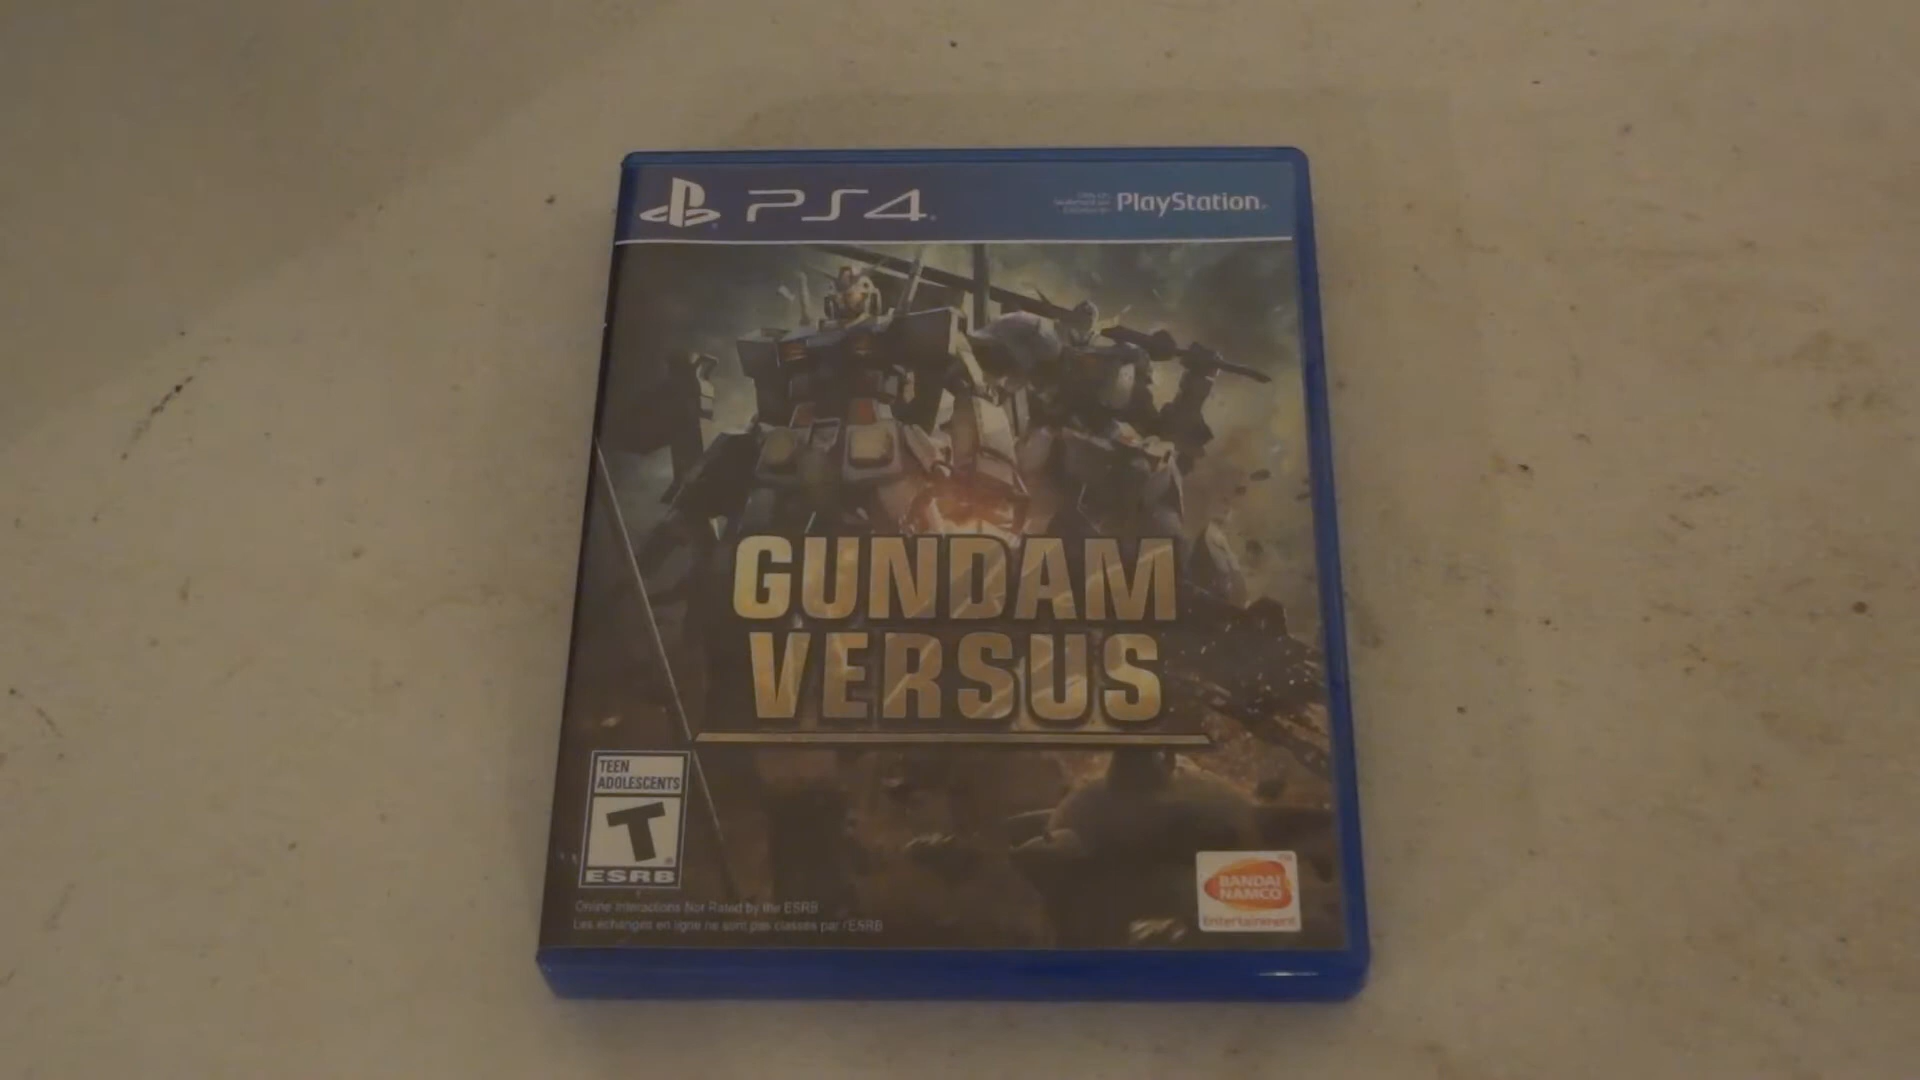 PS4
PlayStation
GUNDAM
VERSUS
TEEN
ADOLESCENTS
T
ESRB
Online Interactions Not Rated by the ESRB
Les échanges en ligne ne sont pas classés par l'ESRB
BANDAI
NAMCO
Entertainment